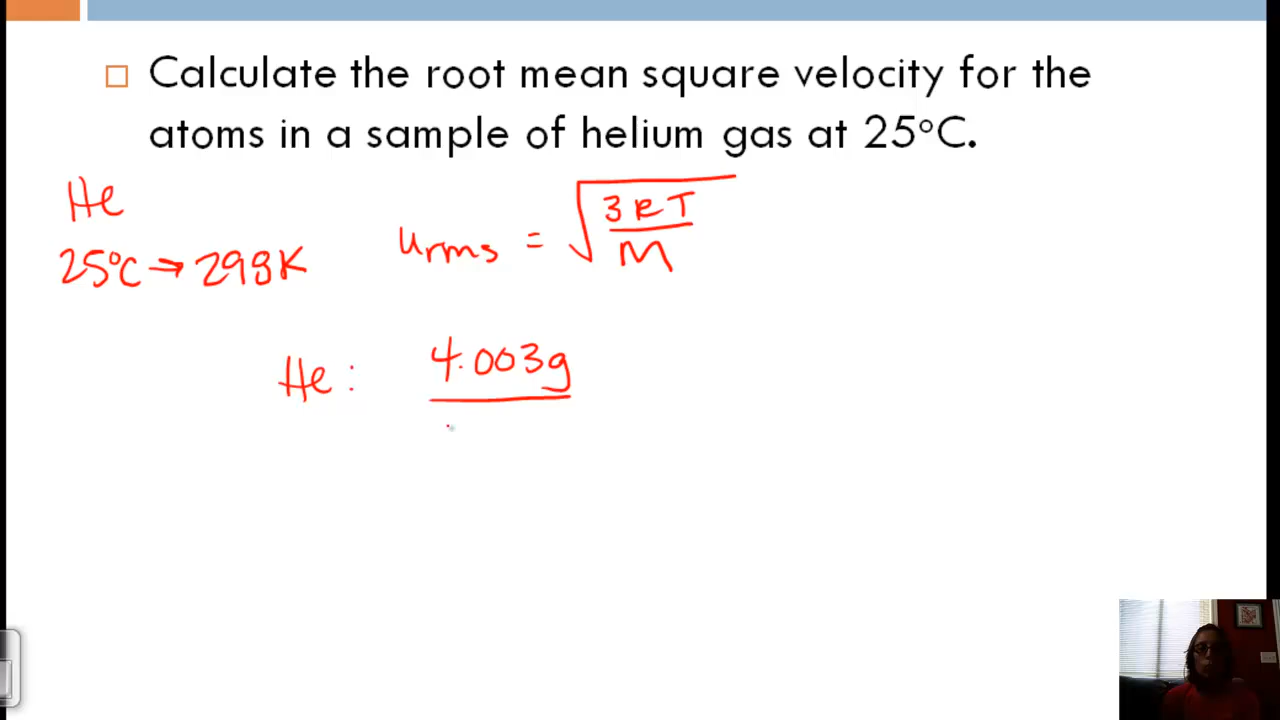 Calculate the root mean square velocity for the
atoms in a sample of helium gas at 25°C.
He
25°C → 298K
urms = √(3RT/M)
He: 4.003g